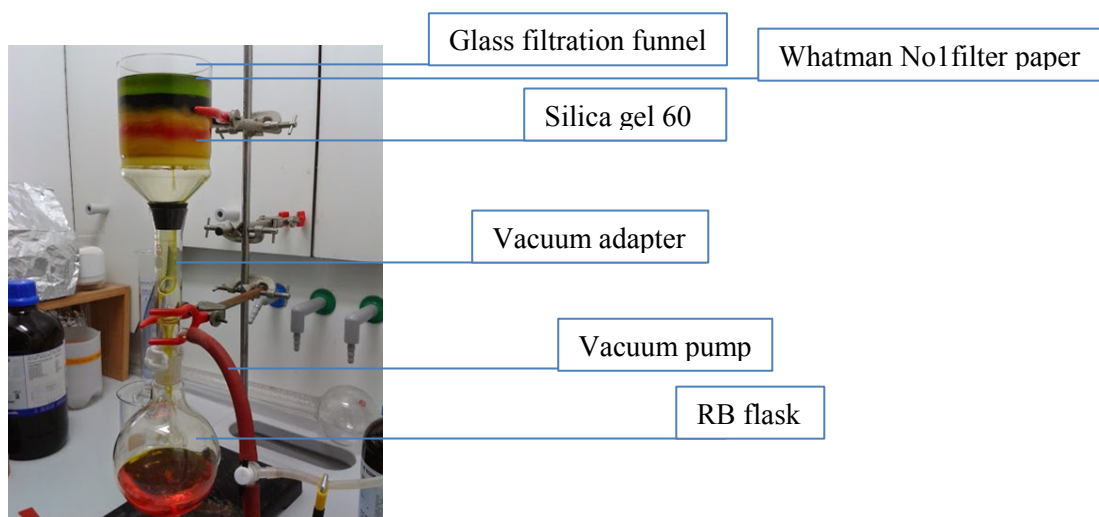 Glass filtration funnel
Whatman No1filter paper
Silica gel 60
Vacuum adapter
Vacuum pump
RB flask